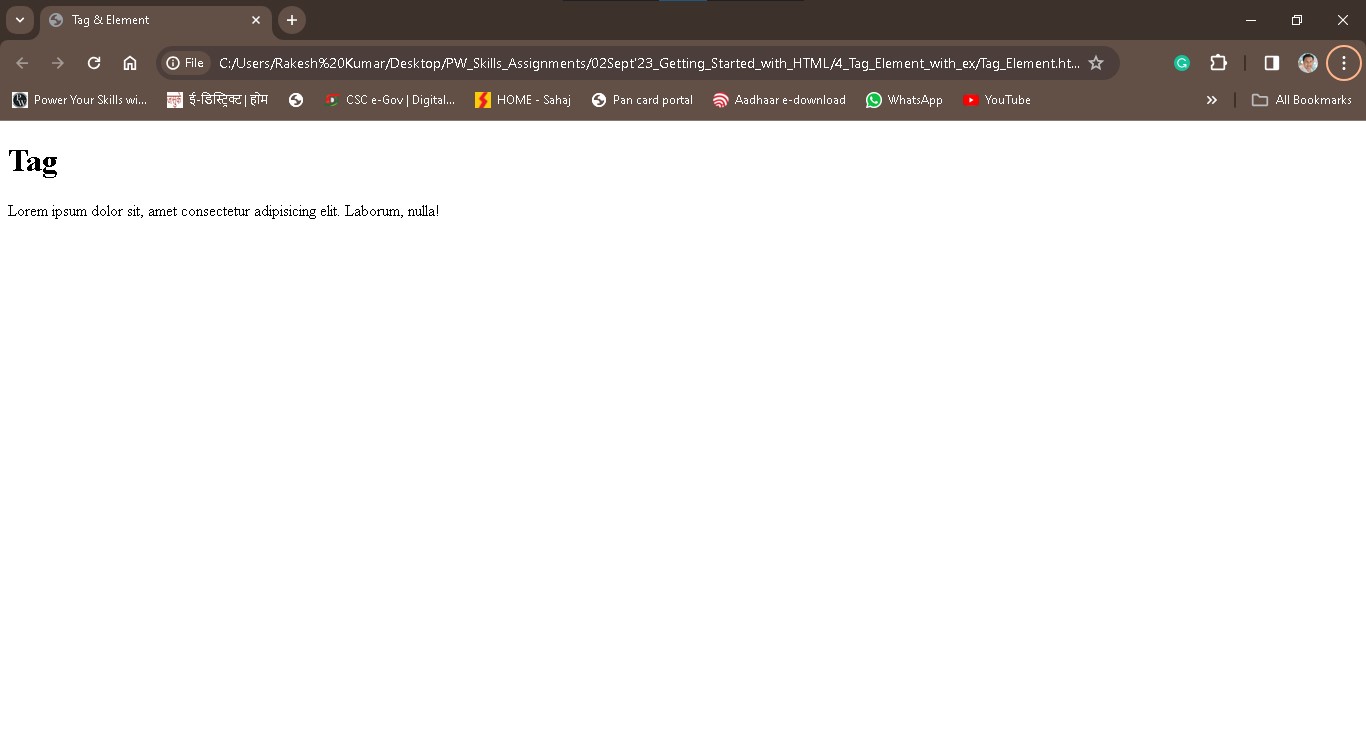 Tag & Element
File C:/Users/Rakesh%20Kumar/Desktop/PW_Skills_Assignments/02Sept'23_Getting_Started_with_HTML/4_Tag_Element_with_ex/Tag_Element.ht...
Power Your Skills wi... ई-डिस्ट्रिक्ट | होम CSC e-Gov | Digital... HOME - Sahaj Pan card portal Aadhaar e-download WhatsApp YouTube » All Bookmarks
Tag
Lorem ipsum dolor sit, amet consectetur adipisicing elit. Laborum, nulla!